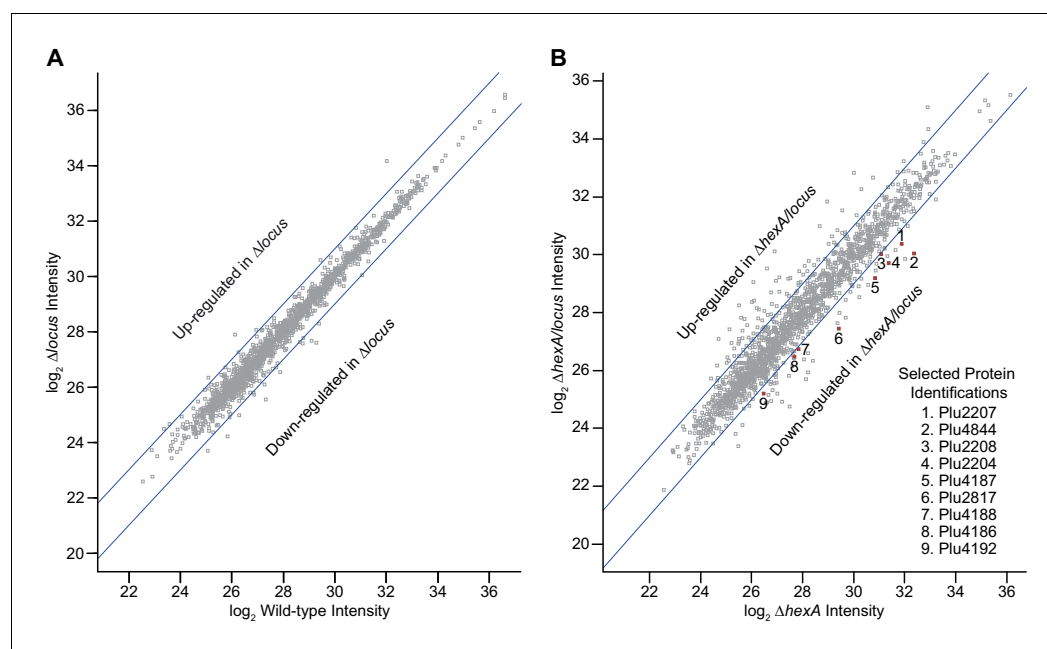 A
log2 Δlocus Intensity
36
34
32
30
28
26
24
22
20
22 24 26 28 30 32 34 36
log2 Wild-type Intensity
Up-regulated in Δlocus
Down-regulated in Δlocus
B
log2 ΔhexA/locus Intensity
36
34
32
30
28
26
24
22
20
22 24 26 28 30 32 34 36
log2 ΔhexA Intensity
Up-regulated in ΔhexA/locus
Down-regulated in ΔhexA/locus
1
2
3
4
5
6
7
8
9
Selected Protein
Identifications
1. Plu2207
2. Plu4844
3. Plu2208
4. Plu2204
5. Plu4187
6. Plu2817
7. Plu4188
8. Plu4186
9. Plu4192